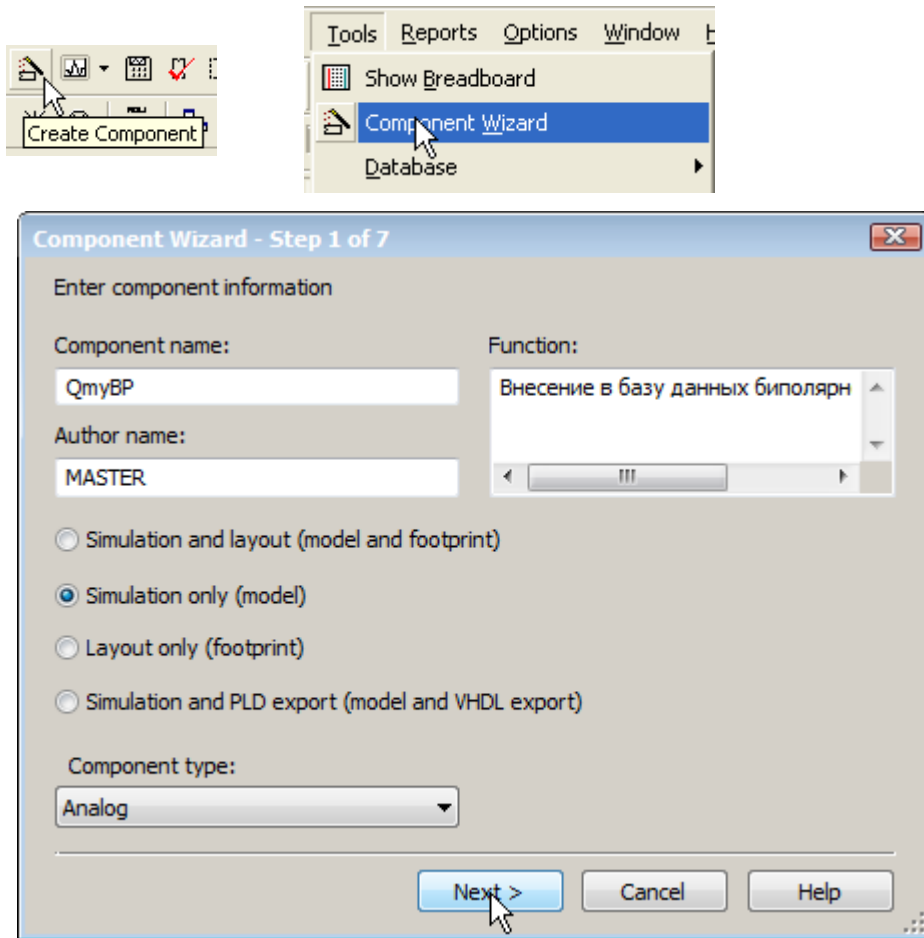 Create Component
Tools Reports Options Window
Show Breadboard
Component Wizard
Database
Component Wizard - Step 1 of 7
Enter component information
Component name:
Function:
QmyBP
Внесение в базу данных биполярн
Author name:
MASTER
Simulation and layout (model and footprint)
Simulation only (model)
Layout only (footprint)
Simulation and PLD export (model and VHDL export)
Component type:
Analog
Next > Cancel Help